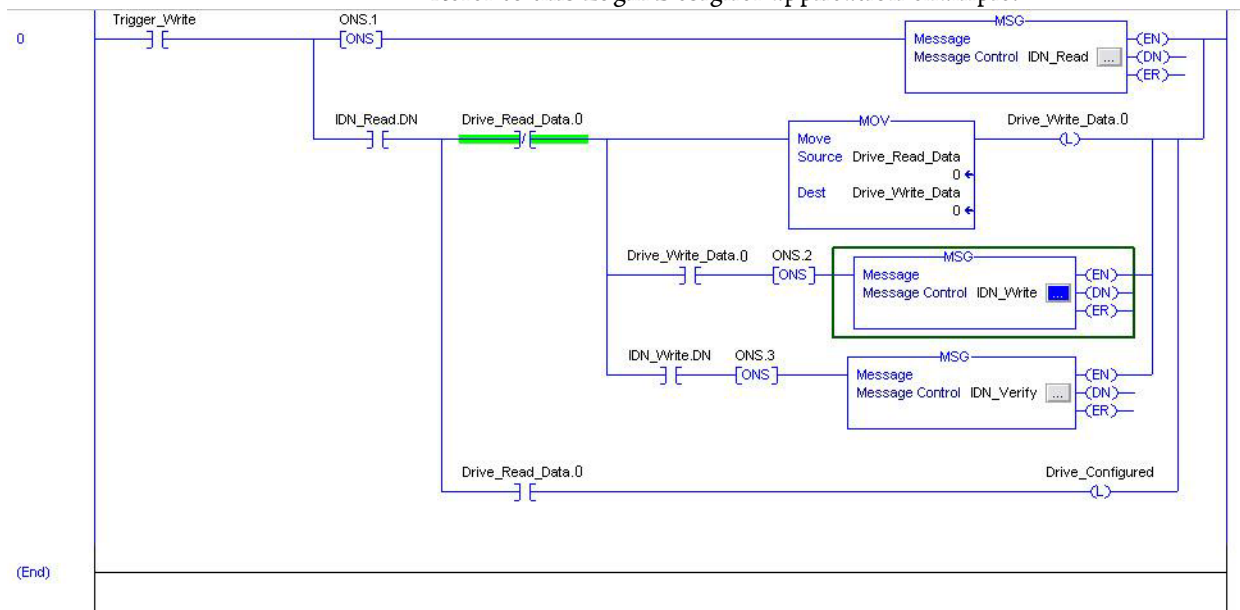 Trigger_Write ONS.1
0 ] [ [ONS] MSG
Message (EN)
Message Control IDN_Read ... (DN)
(ER)
IDN_Read.DN Drive_Read_Data.0 MOV Drive_Write_Data.0
] [ ]/[ Move (L)
Source Drive_Read_Data
0
Dest Drive_Write_Data
0
Drive_Write_Data.0 ONS.2 MSG
] [ [ONS] Message (EN)
Message Control IDN_Write ... (DN)
(ER)
IDN_Write.DN ONS.3 MSG
] [ [ONS] Message (EN)
Message Control IDN_Verify ... (DN)
(ER)
Drive_Read_Data.0 Drive_Configured
] [ (L)
(End)